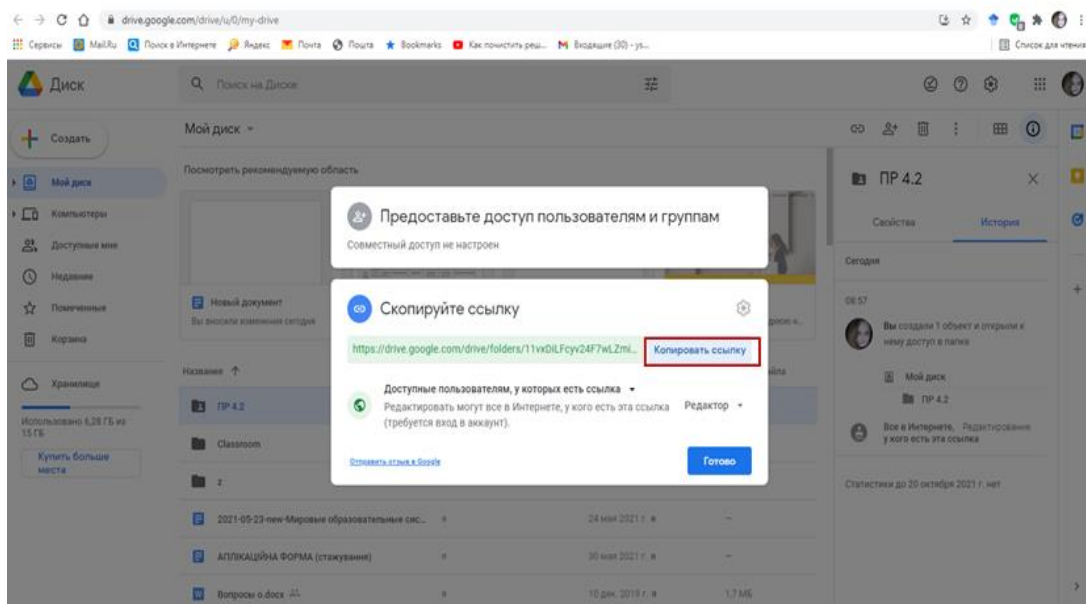 drive.google.com/drive/u/0/my-drive
Сервисы Mail.Ru Поиск в Интернете Яндекс Почта Почта Bookmarks Как почистить реш... Входящие (30) - ys...
Список для чтения
Диск
Поиск на Диске
Создать
Мой диск
Компьютеры
Доступные мне
Недавние
Помеченные
Корзина
Хранилище
Использовано 6,28 ГБ из
15 ГБ
Купить больше
места
Мой диск
Посмотреть рекомендуемую область
Новый документ
Вы вносили изменения сегодня
Название
ПР 4.2
Classroom
z
2021-05-23-new-Мировые образовательные сис... я 24 мая 2021 г. я —
АПЛІКАЦІЙНА ФОРМА (стажування) я 30 мая 2021 г. я —
Вопросы o.docx я 10 дек. 2019 г. я 1,7 МБ
Предоставьте доступ пользователям и группам
Совместный доступ не настроен
Скопируйте ссылку
https://drive.google.com/drive/folders/11vxDiLFcyv24F7wLZmi... Копировать ссылку
Доступные пользователям, у которых есть ссылка
Редактировать могут все в Интернете, у кого есть эта ссылка
(требуется вход в аккаунт).
Редактор
Отправить отзыв в Google
Готово
ПР 4.2
Свойства История
Сегодня
08:57
Вы создали 1 объект и открыли к
нему доступ в папке
Мой диск
ПР 4.2
Все в Интернете, Редактирование
у кого есть эта ссылка
Статистики до 20 октября 2021 г. нет